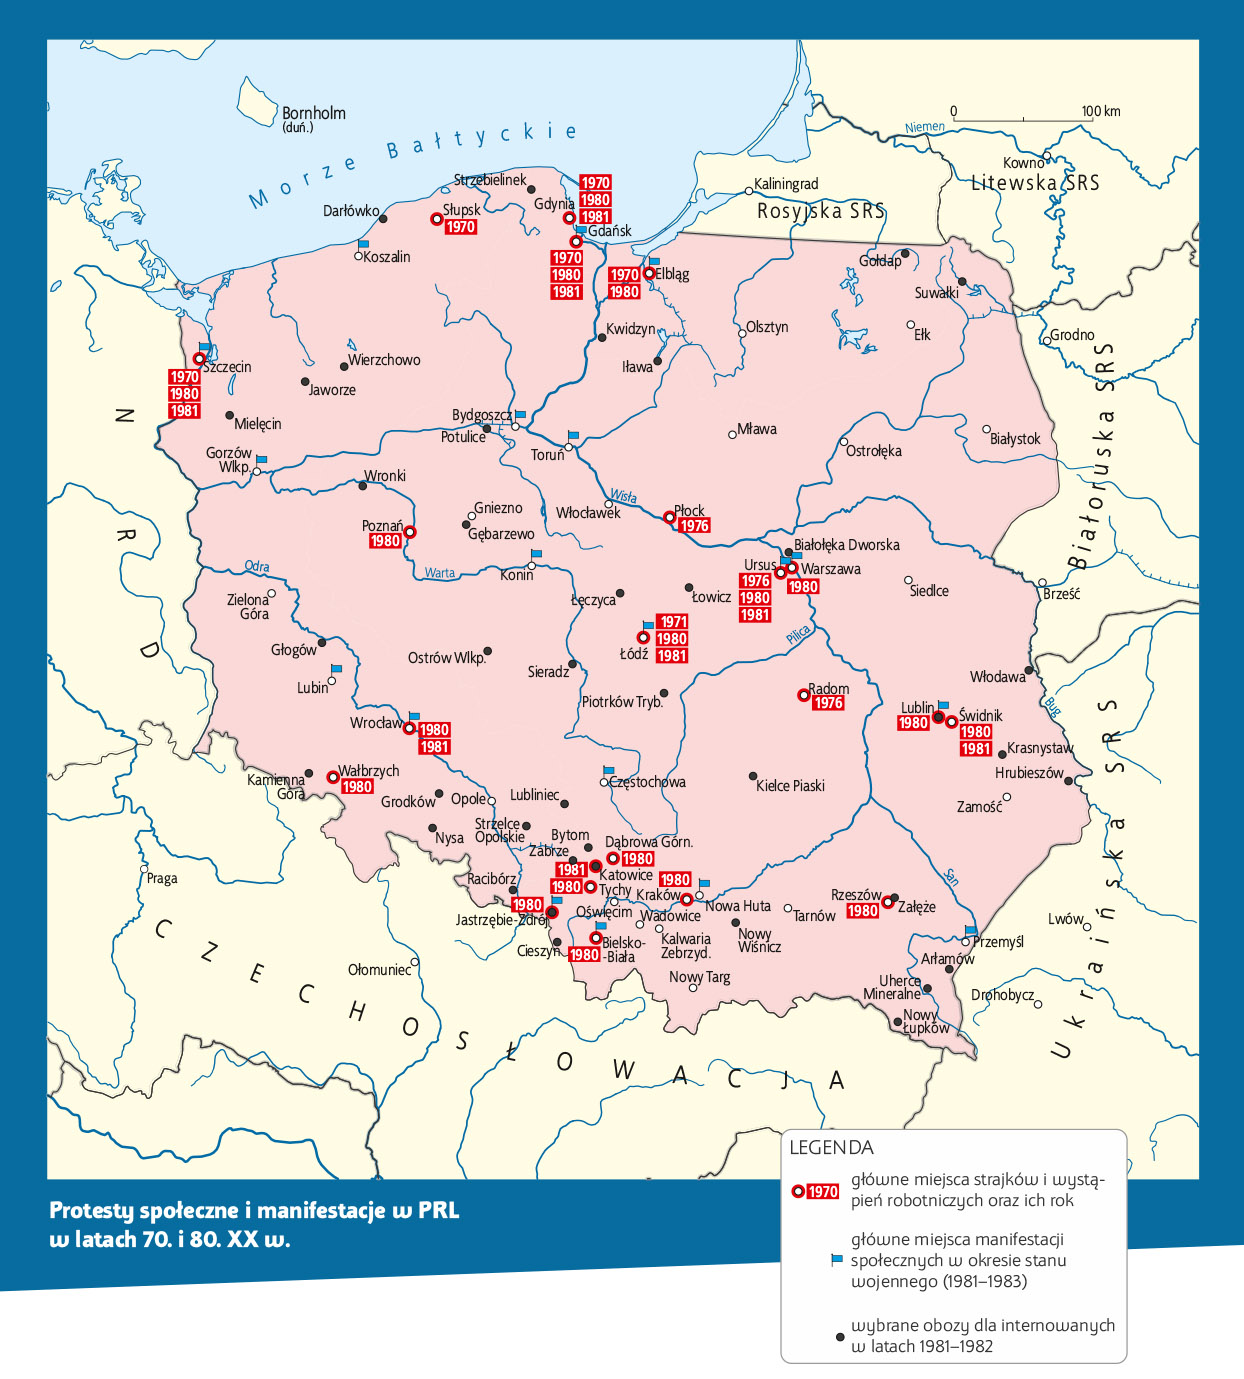 Bornholm
(duń.)
Morze Bałtyckie
0
100 km
Niemen
Kowno
Litewska SRS
Kaliningrad
Rosyjska SRS
Strzebielinek
Gdynia
1970
1980
1981
Darłówko
Słupsk
1970
Gdańsk
1970
1980
1981
Koszalin
1970
1980
Elbląg
Gołdap
Suwałki
Ełk
Grodno
Kwidzyn
Olsztyn
Iława
Szczecin
1970
1980
1981
Wierzchowo
Jaworze
Mielęcin
Bydgoszcz
Potulice
Toruń
Mława
Ostrołęka
Białystok
Białoruska SRS
Gorzów
Wlkp.
Wronki
Gniezno
Gębarzewo
Poznań
1980
Włocławek
Wisła
Płock
1976
Białołęka Dworska
Ursus
1976
1980
1981
Warszawa
1980
Siedlce
Brześć
Odra
Warta
Konin
Zielona
Góra
Łęczyca
Łowicz
Łódź
1971
1980
1981
Pilica
Głogów
Lubin
Ostrów Wlkp.
Sieradz
Piotrków Tryb.
Radom
1976
Włodawa
Bug
Lublin
1980
Świdnik
1980
1981
Krasnystaw
Hrubieszów
Zamość
Wrocław
1980
1981
Kamienna
Góra
Wałbrzych
1980
Grodków
Opole
Lubliniec
Częstochowa
Kielce Piaski
Nysa
Strzelce
Opolskie
Bytom
Zabrze
Dąbrowa Górn.
1980
1981
Katowice
1980
Tychy
Racibórz
1980
Jastrzębie-Zdrój
Oświęcim
1980
Kraków
Nowa Huta
Wadowice
Kalwaria
Zebrzyd.
Cieszyn
1980
Bielsko-
-Biała
Nowy
Wiśnicz
Tarnów
Rzeszów
1980
Załęże
San
Nowy Targ
Przemyśl
Arłamów
Uherce
Mineralne
Nowy
Łupków
Lwów
Drohobycz
Ukraińska SRS
NRD
Praga
Ołomuniec
CZECHOSŁOWACJA
Protesty społeczne i manifestacje w PRL
w latach 70. i 80. XX w.
LEGENDA
1970
główne miejsca strajków i wystą-
pień robotniczych oraz ich rok
główne miejsca manifestacji
społecznych w okresie stanu
wojennego (1981–1983)
wybrane obozy dla internowanych
w latach 1981–1982